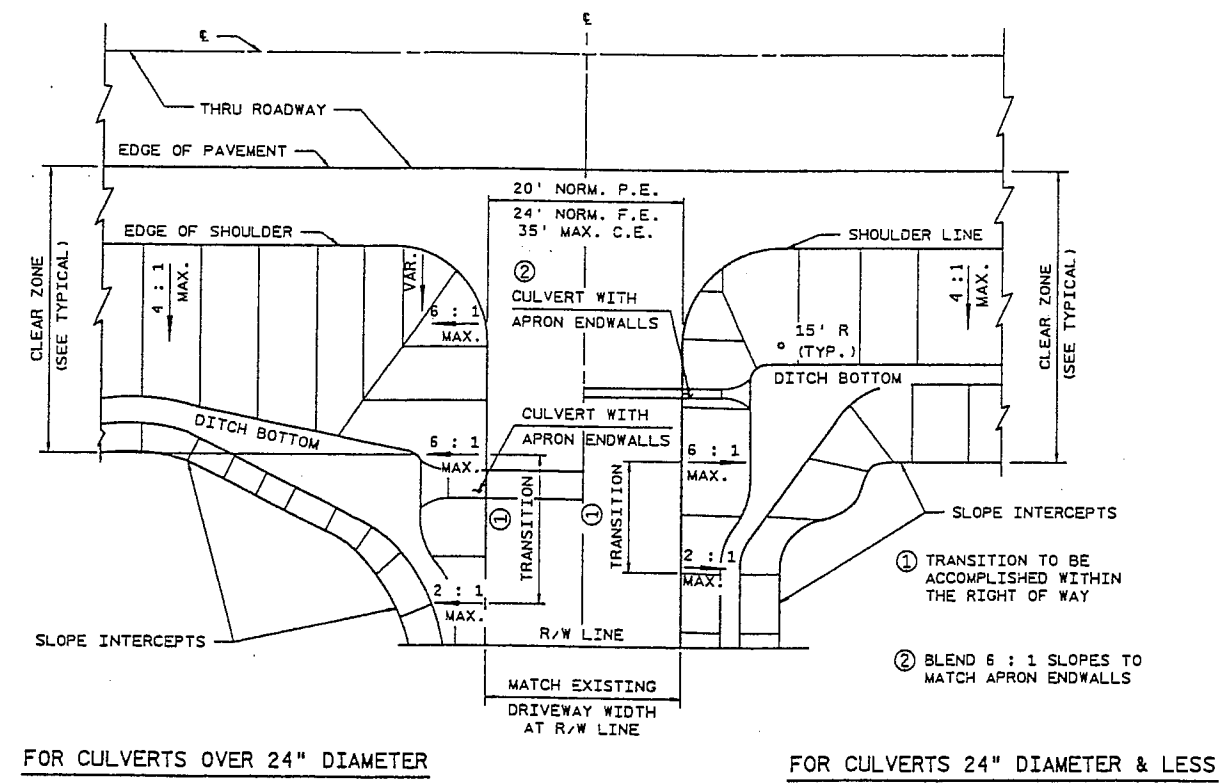 ℄
℄
THRU ROADWAY
EDGE OF PAVEMENT
20' NORM. P.E.
24' NORM. F.E.
35' MAX. C.E.
EDGE OF SHOULDER
SHOULDER LINE
CLEAR ZONE
(SEE TYPICAL)
4 : 1
MAX.
VAR.
6 : 1
MAX.
②
CULVERT WITH
APRON ENDWALLS
15' R
(TYP.)
4 : 1
MAX.
CLEAR ZONE
(SEE TYPICAL)
DITCH BOTTOM
DITCH BOTTOM
CULVERT WITH
APRON ENDWALLS
6 : 1
MAX.
6 : 1
MAX.
①
TRANSITION
①
TRANSITION
2 : 1
MAX.
2 : 1
MAX.
SLOPE INTERCEPTS
SLOPE INTERCEPTS
R/W LINE
① TRANSITION TO BE
ACCOMPLISHED WITHIN
THE RIGHT OF WAY
② BLEND 6 : 1 SLOPES TO
MATCH APRON ENDWALLS
MATCH EXISTING
DRIVEWAY WIDTH
AT R/W LINE
FOR CULVERTS OVER 24" DIAMETER
FOR CULVERTS 24" DIAMETER & LESS